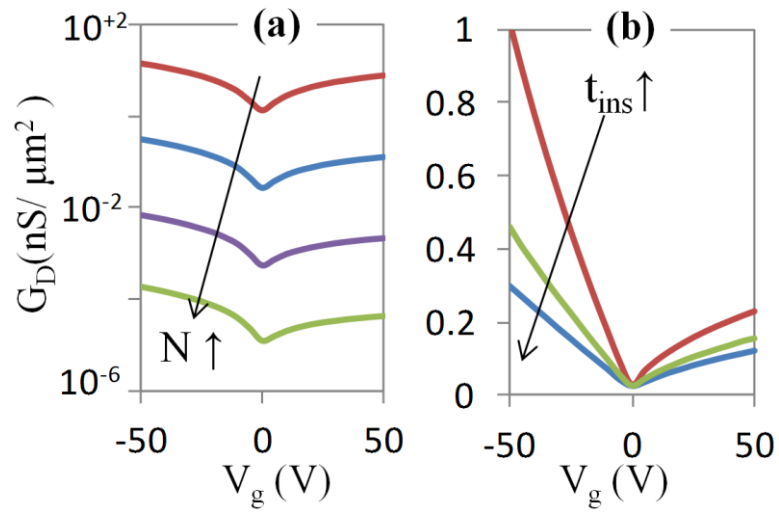 (a)
10+2
10-2
10-6
GD(nS/ μm2 )
N ↑
-50 0 50
Vg (V)
(b)
1
0.8
0.6
0.4
0.2
0
tins↑
-50 0 50
Vg (V)